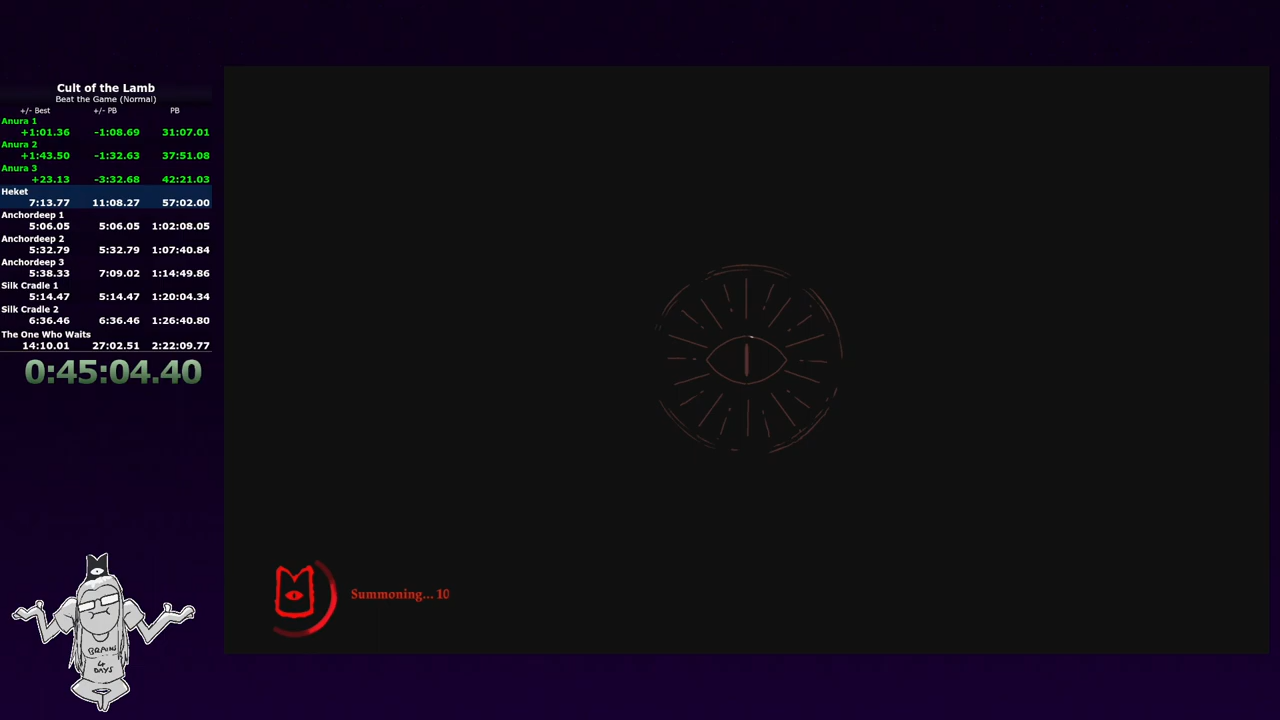 Cult of the Lamb
Beat the Game (Normal)
+/- Best +/- PB PB
Anura 1
+1:01.36 -1:08.69 31:07.01
Anura 2
+1:43.50 -1:32.63 37:51.08
Anura 3
+23.13 -3:32.68 42:21.03
Heket
7:13.77 11:08.27 57:02.00
Anchordeep 1
5:06.05 5:06.05 1:02:08.05
Anchordeep 2
5:32.79 5:32.79 1:07:40.84
Anchordeep 3
5:38.33 7:09.02 1:14:49.86
Silk Cradle 1
5:14.47 5:14.47 1:20:04.34
Silk Cradle 2
6:36.46 6:36.46 1:26:40.80
The One Who Waits
14:10.01 27:02.51 2:22:09.77
0:45:04.40
Summoning... 10
BRAINS
4
DAYS